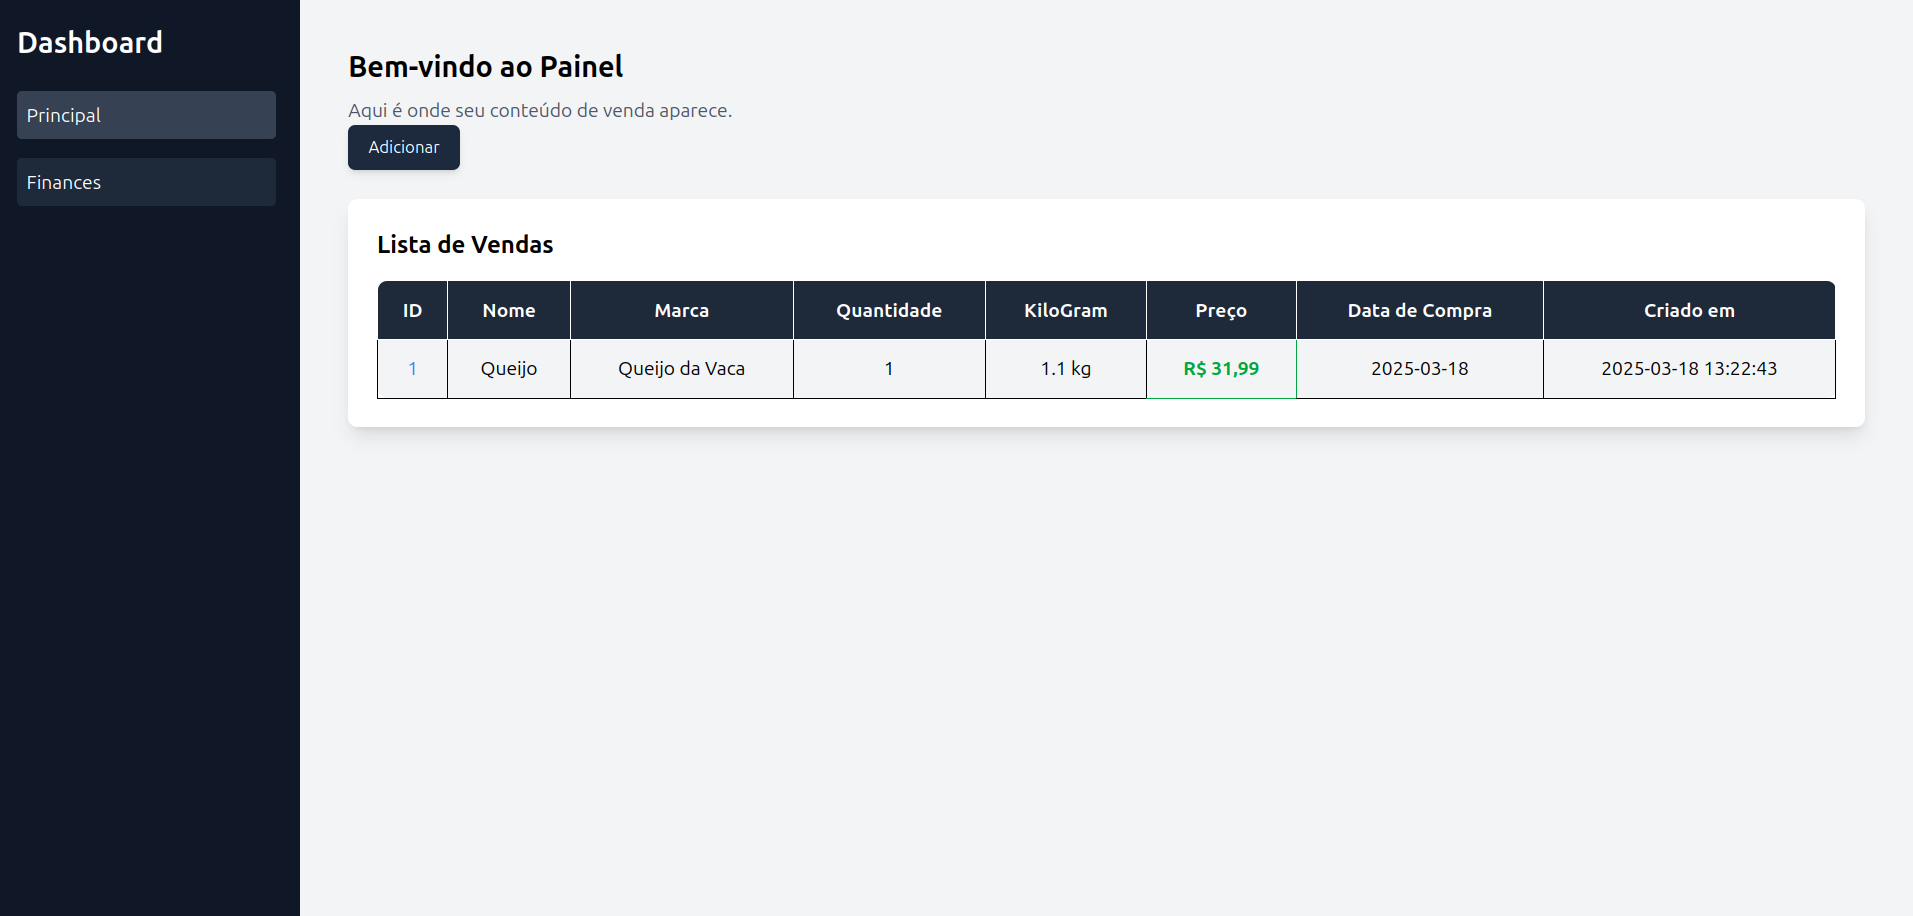 Dashboard
Principal
Finances
Bem-vindo ao Painel
Aqui é onde seu conteúdo de venda aparece.
Adicionar
Lista de Vendas
ID Nome Marca Quantidade KiloGram Preço Data de Compra Criado em
1 Queijo Queijo da Vaca 1 1.1 kg R$ 31,99 2025-03-18 2025-03-18 13:22:43